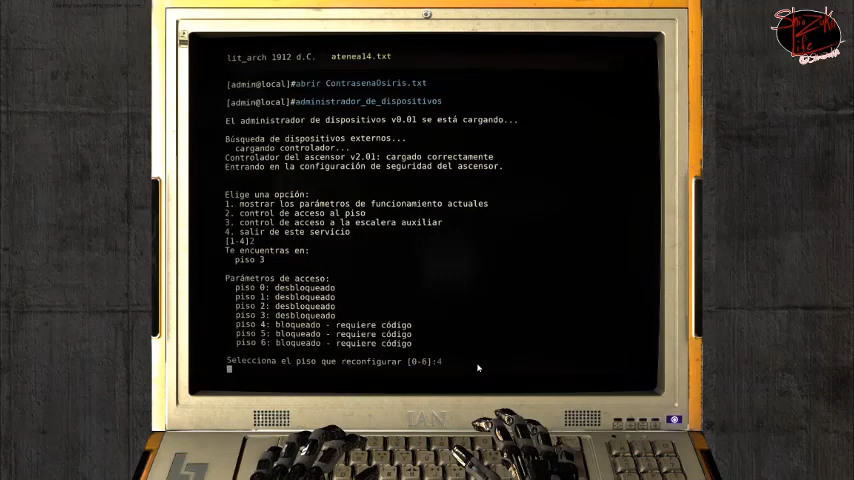 Shio
Zuki
Life
lit_arch 1912 d.C. atenea14.txt
[admin@local]#abrir ContrasenaOsiris.txt
[admin@local]#administrador_de_dispositivos
El administrador de dispositivos v0.01 se está cargando...
Búsqueda de dispositivos externos...
cargando controlador...
Controlador del ascensor v2.01: cargado correctamente
Entrando en la configuración de seguridad del ascensor.
Elige una opción:
1. mostrar los parámetros de funcionamiento actuales
2. control de acceso al piso
3. control de acceso a la escalera auxiliar
4. salir de este servicio
[1-4]2
Te encuentras en:
piso 3
Parámetros de acceso:
piso 0: desbloqueado
piso 1: desbloqueado
piso 2: desbloqueado
piso 3: desbloqueado
piso 4: bloqueado - requiere código
piso 5: bloqueado - requiere código
piso 6: bloqueado - requiere código
Selecciona el piso que reconfigurar [0-6]:4
IAN